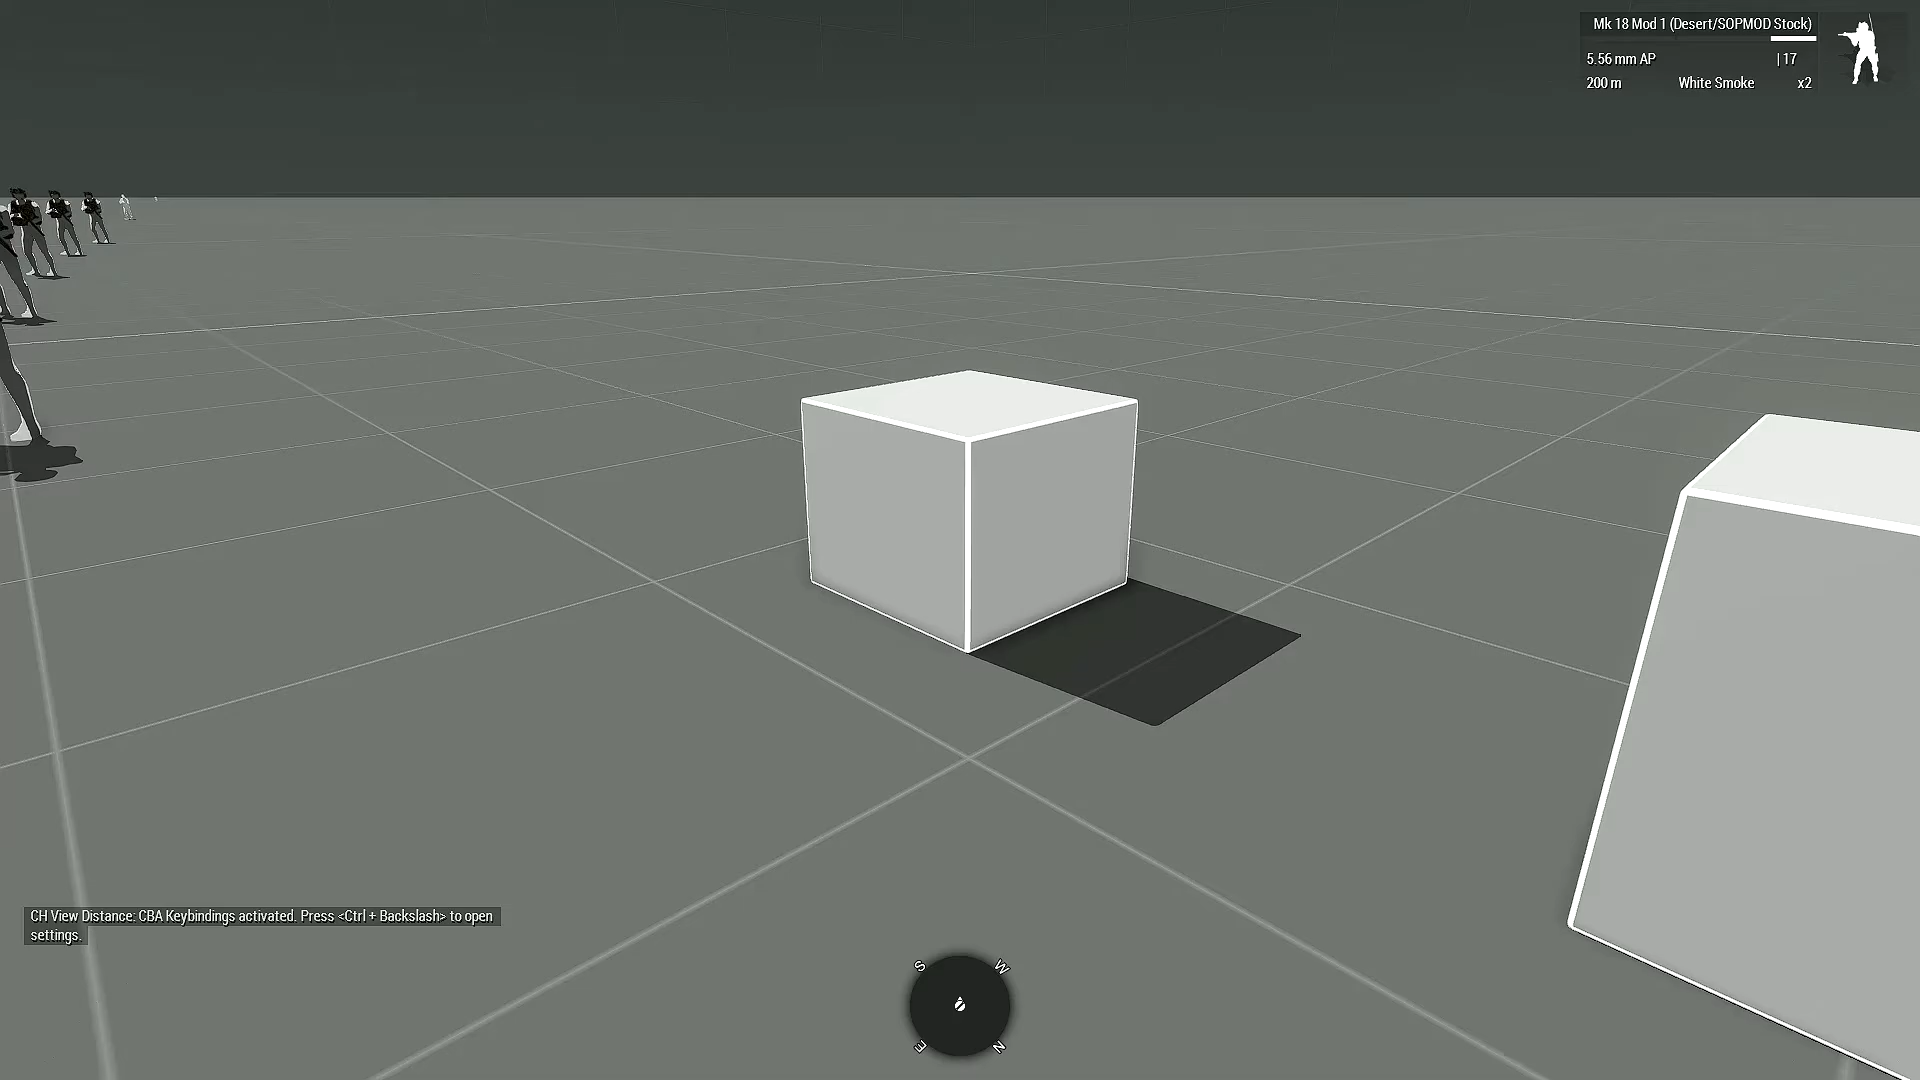 Mk 18 Mod 1 (Desert/SOPMOD Stock)
5.56 mm AP | 17
200 m White Smoke x2
CH View Distance: CBA Keybindings activated. Press <Ctrl + Backslash> to open
settings.
S W
E N